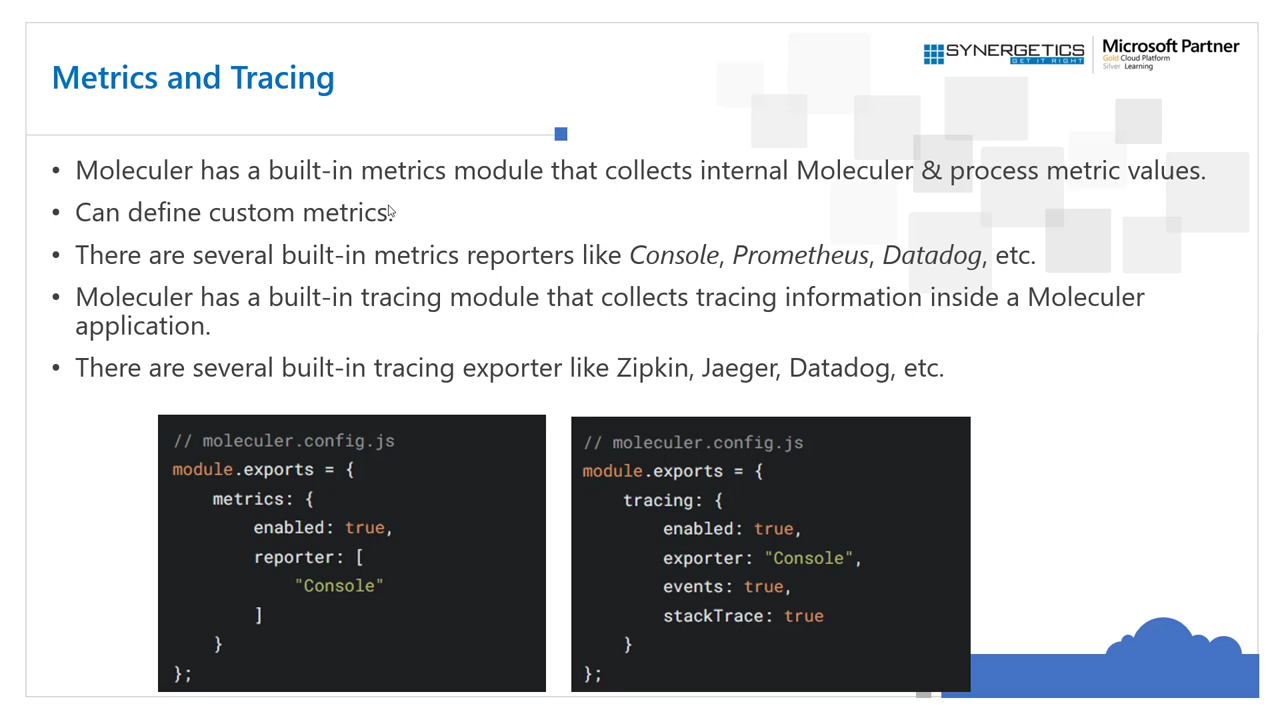 SYNERGETICS
GET IT RIGHT
Microsoft Partner
Gold Cloud Platform
Silver Learning
Metrics and Tracing
• Moleculer has a built-in metrics module that collects internal Moleculer & process metric values.
• Can define custom metrics.
• There are several built-in metrics reporters like Console, Prometheus, Datadog, etc.
• Moleculer has a built-in tracing module that collects tracing information inside a Moleculer
application.
• There are several built-in tracing exporter like Zipkin, Jaeger, Datadog, etc.
// moleculer.config.js
module.exports = {
    metrics: {
        enabled: true,
        reporter: [
            "Console"
        ]
    }
};
// moleculer.config.js
module.exports = {
    tracing: {
        enabled: true,
        exporter: "Console",
        events: true,
        stackTrace: true
    }
};